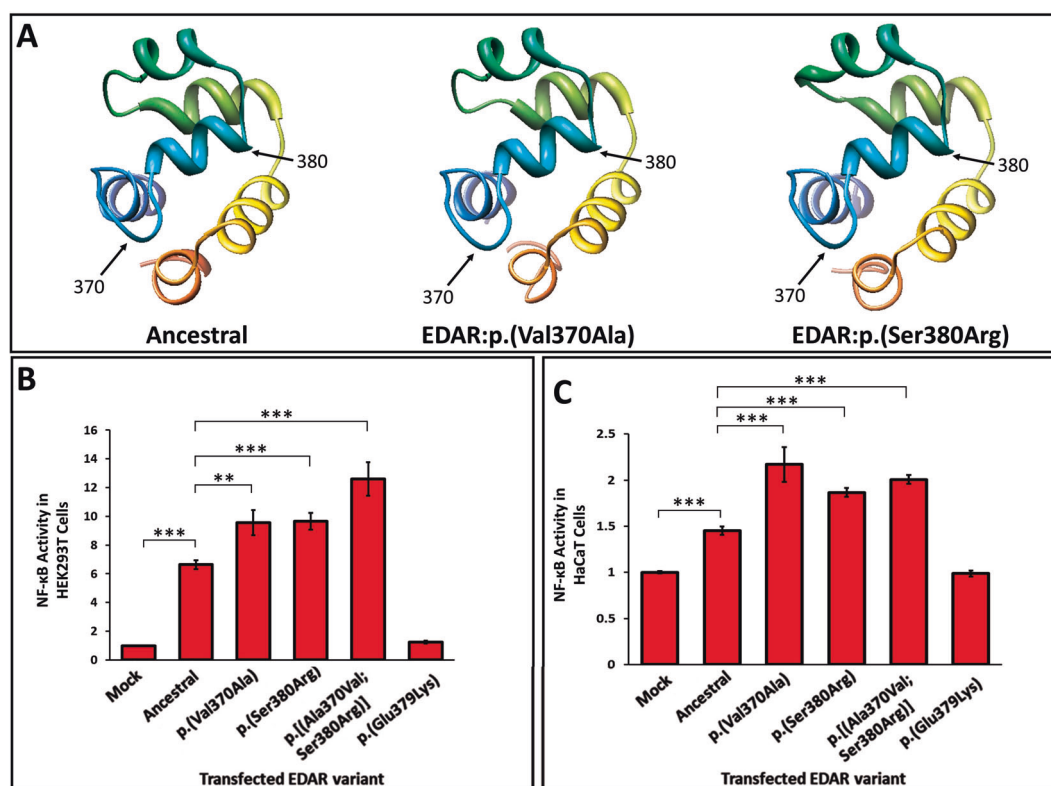 A
380
370
Ancestral
380
370
EDAR:p.(Val370Ala)
380
370
EDAR:p.(Ser380Arg)
B
NF-κB Activity in
HEK293T Cells
16
14
12
10
8
6
4
2
0
***
**
***
***
Mock
Ancestral
p.(Val370Ala)
p.(Ser380Arg)
p.[(Ala370Val;
Ser380Arg)]
p.(Glu379Lys)
Transfected EDAR variant
C
NF-κB Activity in
HaCaT Cells
2.5
2
1.5
1
0.5
0
***
***
***
***
Mock
Ancestral
p.(Val370Ala)
p.(Ser380Arg)
p.[(Ala370Val;
Ser380Arg)]
p.(Glu379Lys)
Transfected EDAR variant